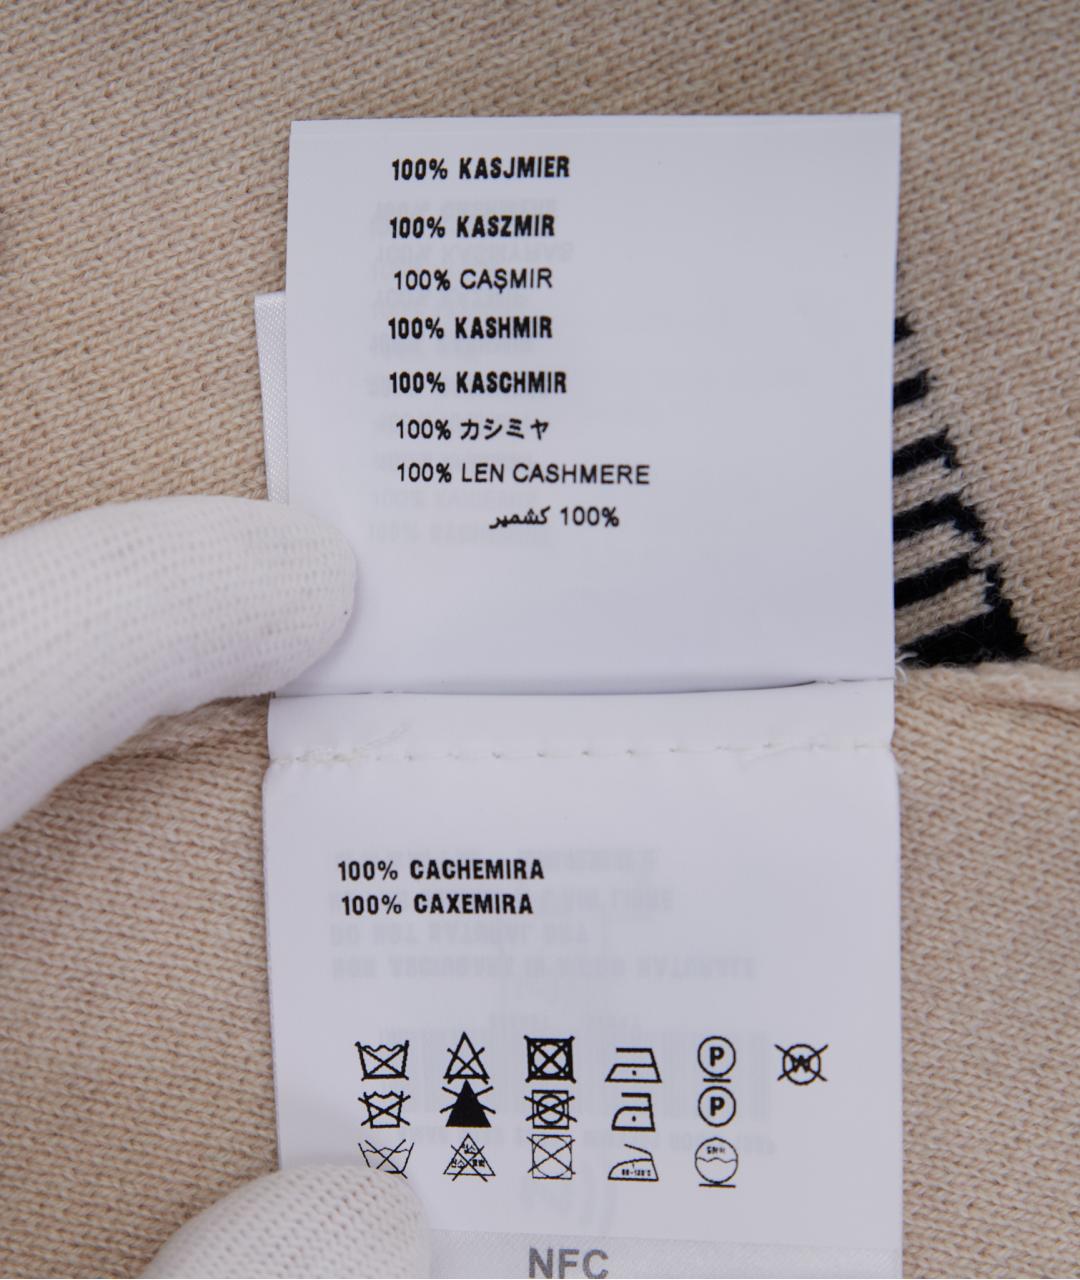 100% KASJMIER
100% KASZMIR
100% CAŞMIR
100% KASHMIR
100% KASCHMIR
100% カシミヤ
100% LEN CASHMERE
100% كشمير
100% CACHEMIRA
100% CAXEMIRA
P
W
P
NFC